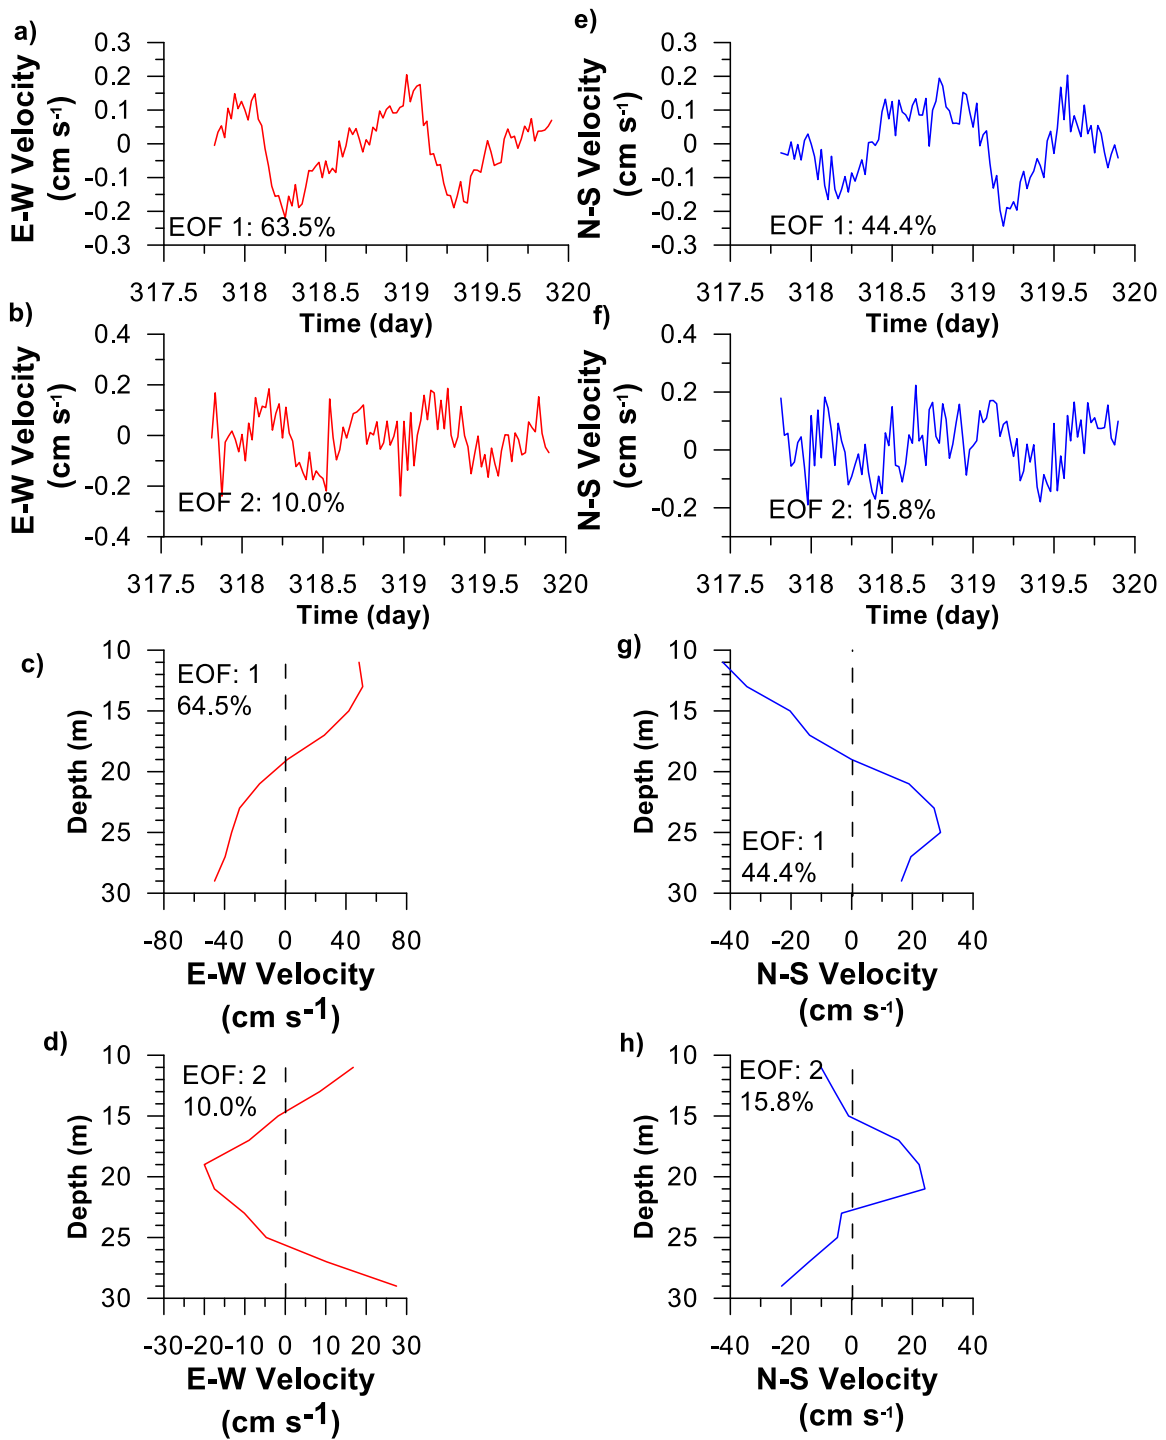 a)
E-W Velocity
(cm s-1)
0.3
0.2
0.1
0
-0.1
-0.2
-0.3
EOF 1: 63.5%
317.5 318 318.5 319 319.5 320
Time (day)
e)
N-S Velocity
(cm s-1)
0.3
0.2
0.1
0
0.1
-0.2
-0.3
EOF 1: 44.4%
317.5 318 318.5 319 319.5 320
Time (day)
b)
E-W Velocity
(cm s-1)
0.4
0.2
0
-0.2
-0.4
EOF 2: 10.0%
317.5 318 318.5 319 319.5 320
Time (day)
f)
N-S Velocity
(cm s-1)
0.4
0.2
0
-0.2
EOF 2: 15.8%
317.5 318 318.5 319 319.5 320
Time (day)
c)
Depth (m)
10
15
20
25
30
EOF: 1
64.5%
-80 -40 0 40 80
E-W Velocity
(cm s-1)
g)
Depth (m)
10
15
20
25
30
EOF: 1
44.4%
-40 -20 0 20 40
N-S Velocity
(cm s-1)
d)
Depth (m)
10
15
20
25
30
EOF: 2
10.0%
-30 -20 -10 0 10 20 30
E-W Velocity
(cm s-1)
h)
Depth (m)
10
15
20
25
30
EOF: 2
15.8%
-40 -20 0 20 40
N-S Velocity
(cm s-1)